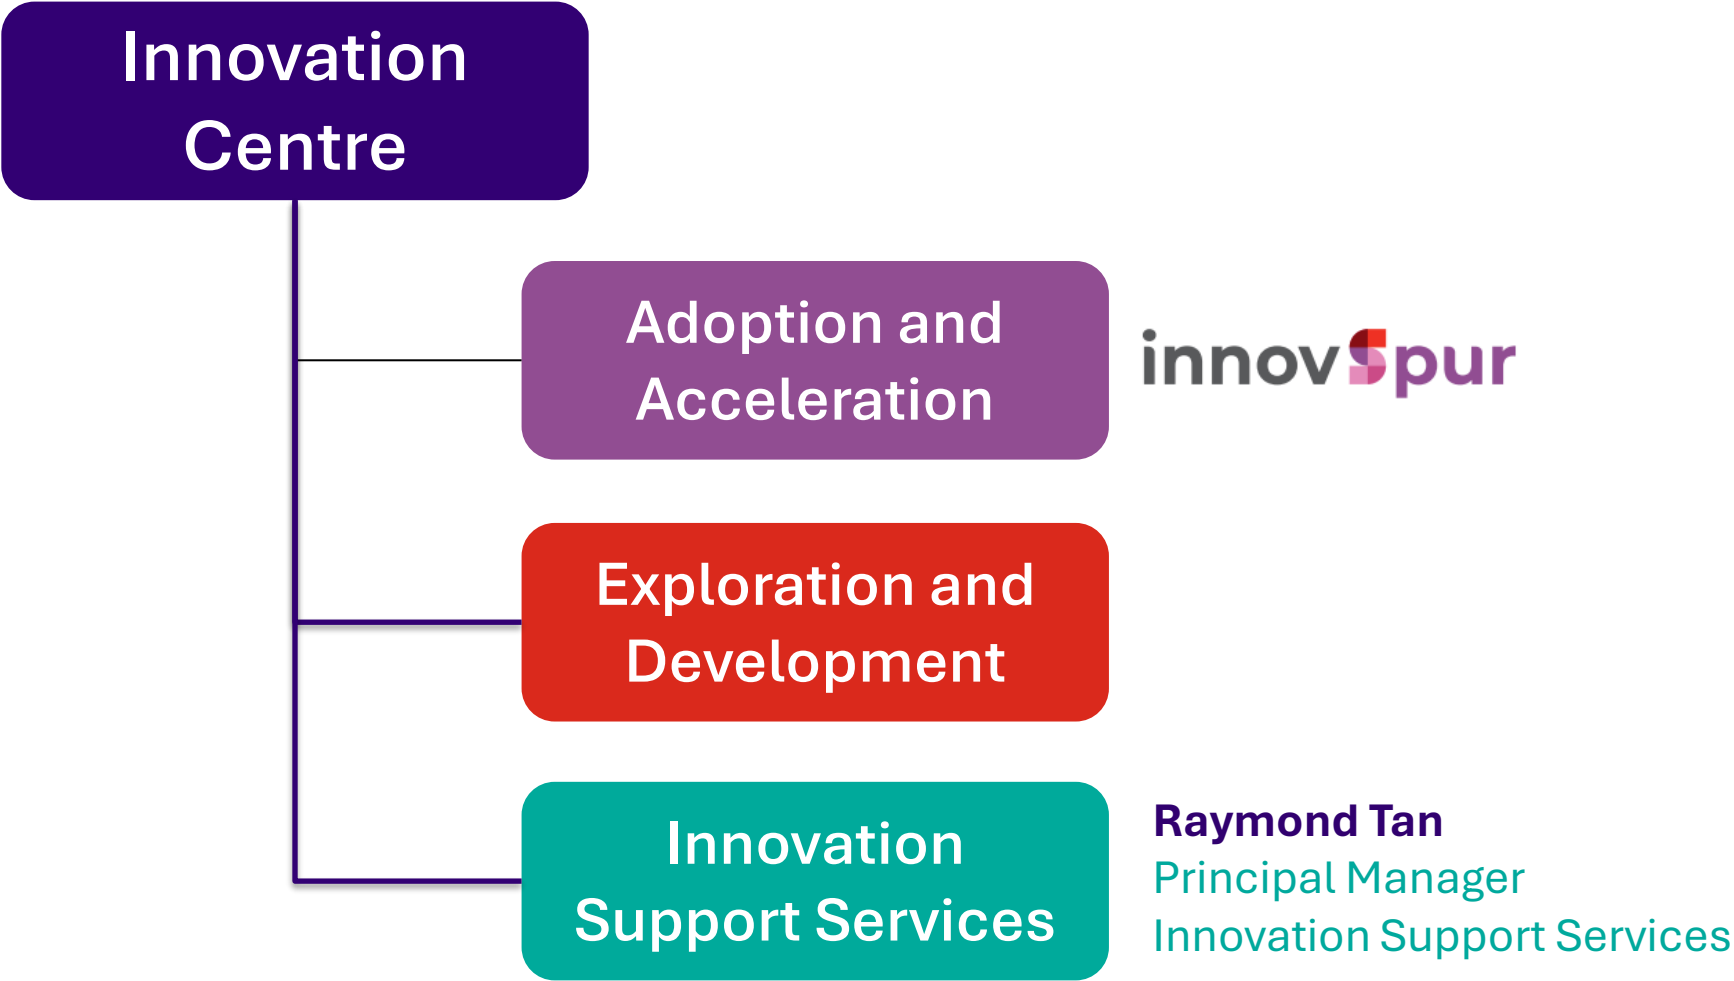 Innovation
Centre
Adoption and
Acceleration
innovSpur
Exploration and
Development
Innovation
Support Services
Raymond Tan
Principal Manager
Innovation Support Services